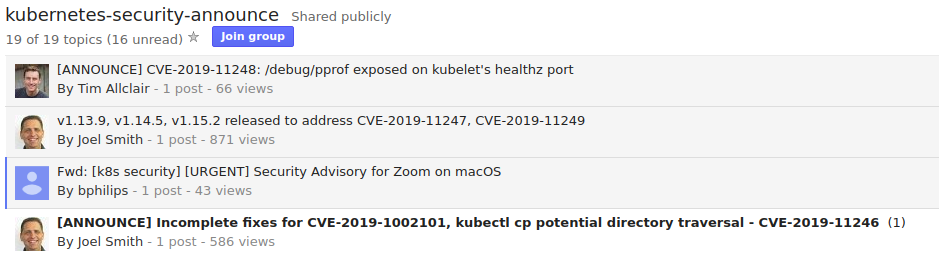 kubernetes-security-announce Shared publicly
19 of 19 topics (16 unread) Join group
[ANNOUNCE] CVE-2019-11248: /debug/pprof exposed on kubelet's healthz port
By Tim Allclair - 1 post - 66 views
v1.13.9, v1.14.5, v1.15.2 released to address CVE-2019-11247, CVE-2019-11249
By Joel Smith - 1 post - 871 views
Fwd: [k8s security] [URGENT] Security Advisory for Zoom on macOS
By bphilips - 1 post - 43 views
[ANNOUNCE] Incomplete fixes for CVE-2019-1002101, kubectl cp potential directory traversal - CVE-2019-11246 (1)
By Joel Smith - 1 post - 586 views